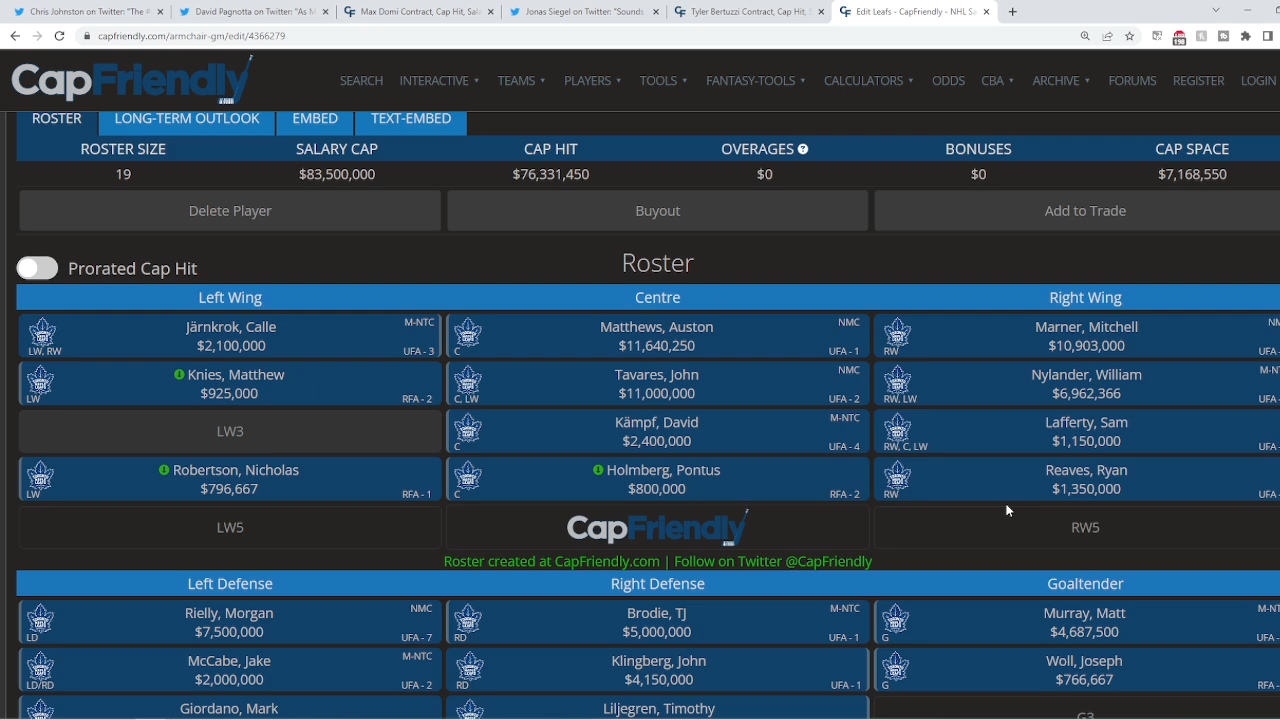 Chris Johnston on Twitter: "The
David Pagnotta on Twitter: "As M
Max Domi Contract, Cap Hit, Sala
Jonas Siegel on Twitter: "Sounds
Tyler Bertuzzi Contract, Cap Hit, S
Edit Leafs - CapFriendly - NHL Sa
capfriendly.com/armchair-gm/edit/4366279
198
CapFriendly
SEARCH INTERACTIVE TEAMS PLAYERS TOOLS FANTASY-TOOLS CALCULATORS ODDS CBA ARCHIVE FORUMS REGISTER LOGIN
ROSTER LONG-TERM OUTLOOK EMBED TEXT-EMBED
ROSTER SIZE SALARY CAP CAP HIT OVERAGES ? BONUSES CAP SPACE
19 $83,500,000 $76,331,450 $0 $0 $7,168,550
Delete Player Buyout Add to Trade
Prorated Cap Hit Roster
Left Wing Centre Right Wing
Järnkrok, Calle M-NTC Matthews, Auston NMC Marner, Mitchell NM
LW, RW $2,100,000 UFA - 3 C $11,640,250 UFA - 1 RW $10,903,000 UFA -
Knies, Matthew Tavares, John NMC Nylander, William M-N
LW $925,000 RFA - 2 C, LW $11,000,000 UFA - 2 RW, LW $6,962,366 UFA -
LW3 Kämpf, David M-NTC Lafferty, Sam
C $2,400,000 UFA - 4 RW, C, LW $1,150,000 UFA -
Robertson, Nicholas Holmberg, Pontus Reaves, Ryan
LW $796,667 RFA - 1 C $800,000 RFA - 2 RW $1,350,000 UFA -
LW5 CapFriendly RW5
Roster created at CapFriendly.com | Follow on Twitter @CapFriendly
Left Defense Right Defense Goaltender
Rielly, Morgan NMC Brodie, TJ M-NTC Murray, Matt M-NT
LD $7,500,000 UFA - 7 RD $5,000,000 UFA - 1 G $4,687,500 UFA -
McCabe, Jake M-NTC Klingberg, John Woll, Joseph
LD/RD $2,000,000 UFA - 2 RD $4,150,000 UFA - 1 G $766,667 RFA -
Giordano, Mark Liljegren, Timothy G3